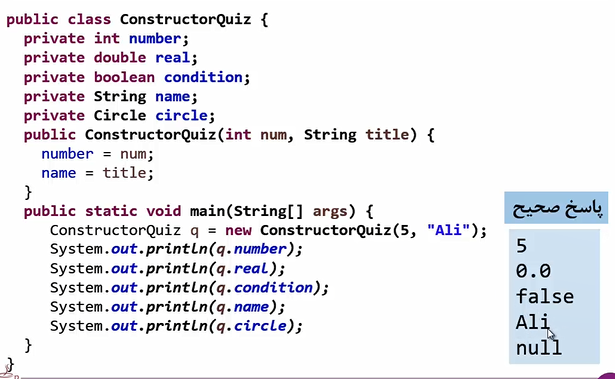 public class ConstructorQuiz {
private int number;
private double real;
private boolean condition;
private String name;
private Circle circle;
public ConstructorQuiz(int num, String title) {
number = num;
name = title;
}
public static void main(String[] args) {
ConstructorQuiz q = new ConstructorQuiz(5, "Ali");
System.out.println(q.number);
System.out.println(q.real);
System.out.println(q.condition);
System.out.println(q.name);
System.out.println(q.circle);
}
}
پاسخ صحیح
5
0.0
false
Ali
null